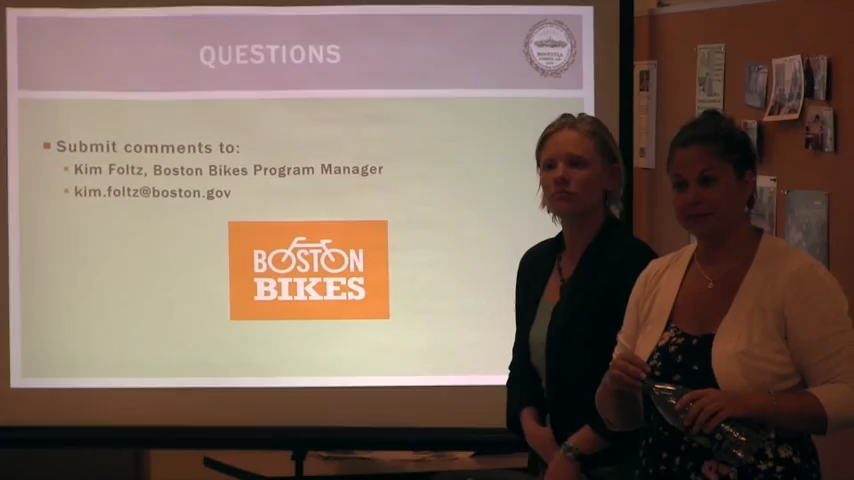 QUESTIONS
Submit comments to:
Kim Foltz, Boston Bikes Program Manager
kim.foltz@boston.gov
BOSTON
BIKES